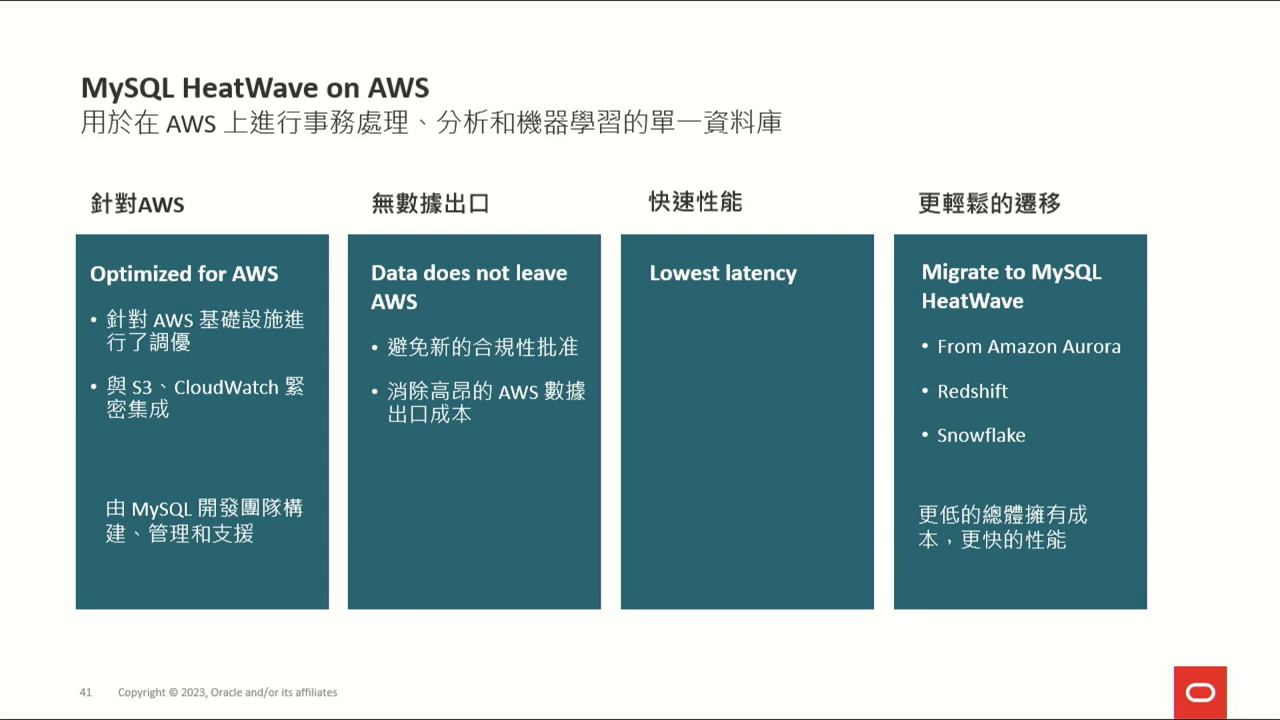 MySQL HeatWave on AWS
用於在 AWS 上進行事務處理、分析和機器學習的單一資料庫
針對AWS
Optimized for AWS
• 針對 AWS 基礎設施進
行了調優
• 與 S3、CloudWatch 緊
密集成
由 MySQL 開發團隊構
建、管理和支援
無數據出口
Data does not leave
AWS
• 避免新的合規性批准
• 消除高昂的 AWS 數據
出口成本
快速性能
Lowest latency
更輕鬆的遷移
Migrate to MySQL
HeatWave
• From Amazon Aurora
• Redshift
• Snowflake
更低的總體擁有成
本，更快的性能
41 Copyright © 2023, Oracle and/or its affiliates